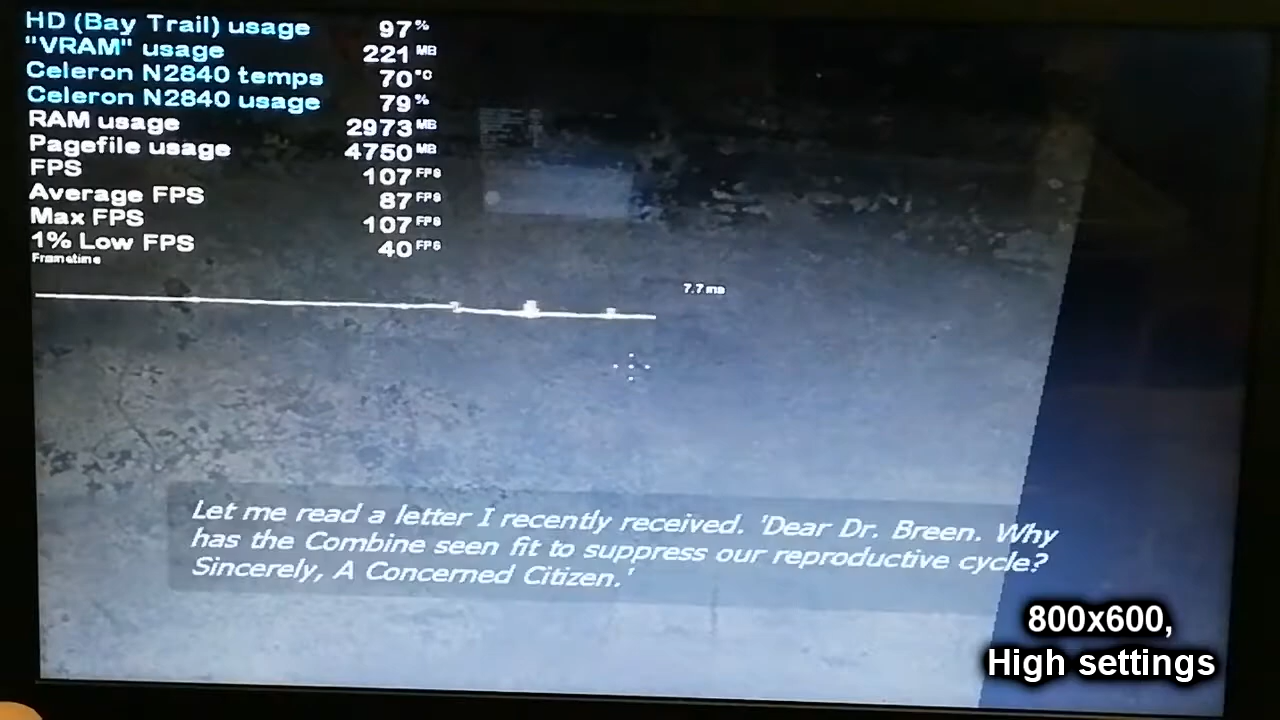 HD (Bay Trail) usage 97%
"VRAM" usage 221 MB
Celeron N2840 temps 70°C
Celeron N2840 usage 79%
RAM usage 2973 MB
Pagefile usage 4750 MB
FPS 107 FPS
Average FPS 87 FPS
Max FPS 107 FPS
1% Low FPS 40 FPS
Frametime
7.7 ms
Let me read a letter I recently received. 'Dear Dr. Breen. Why
has the Combine seen fit to suppress our reproductive cycle?
Sincerely, A Concerned Citizen.'
800x600,
High settings